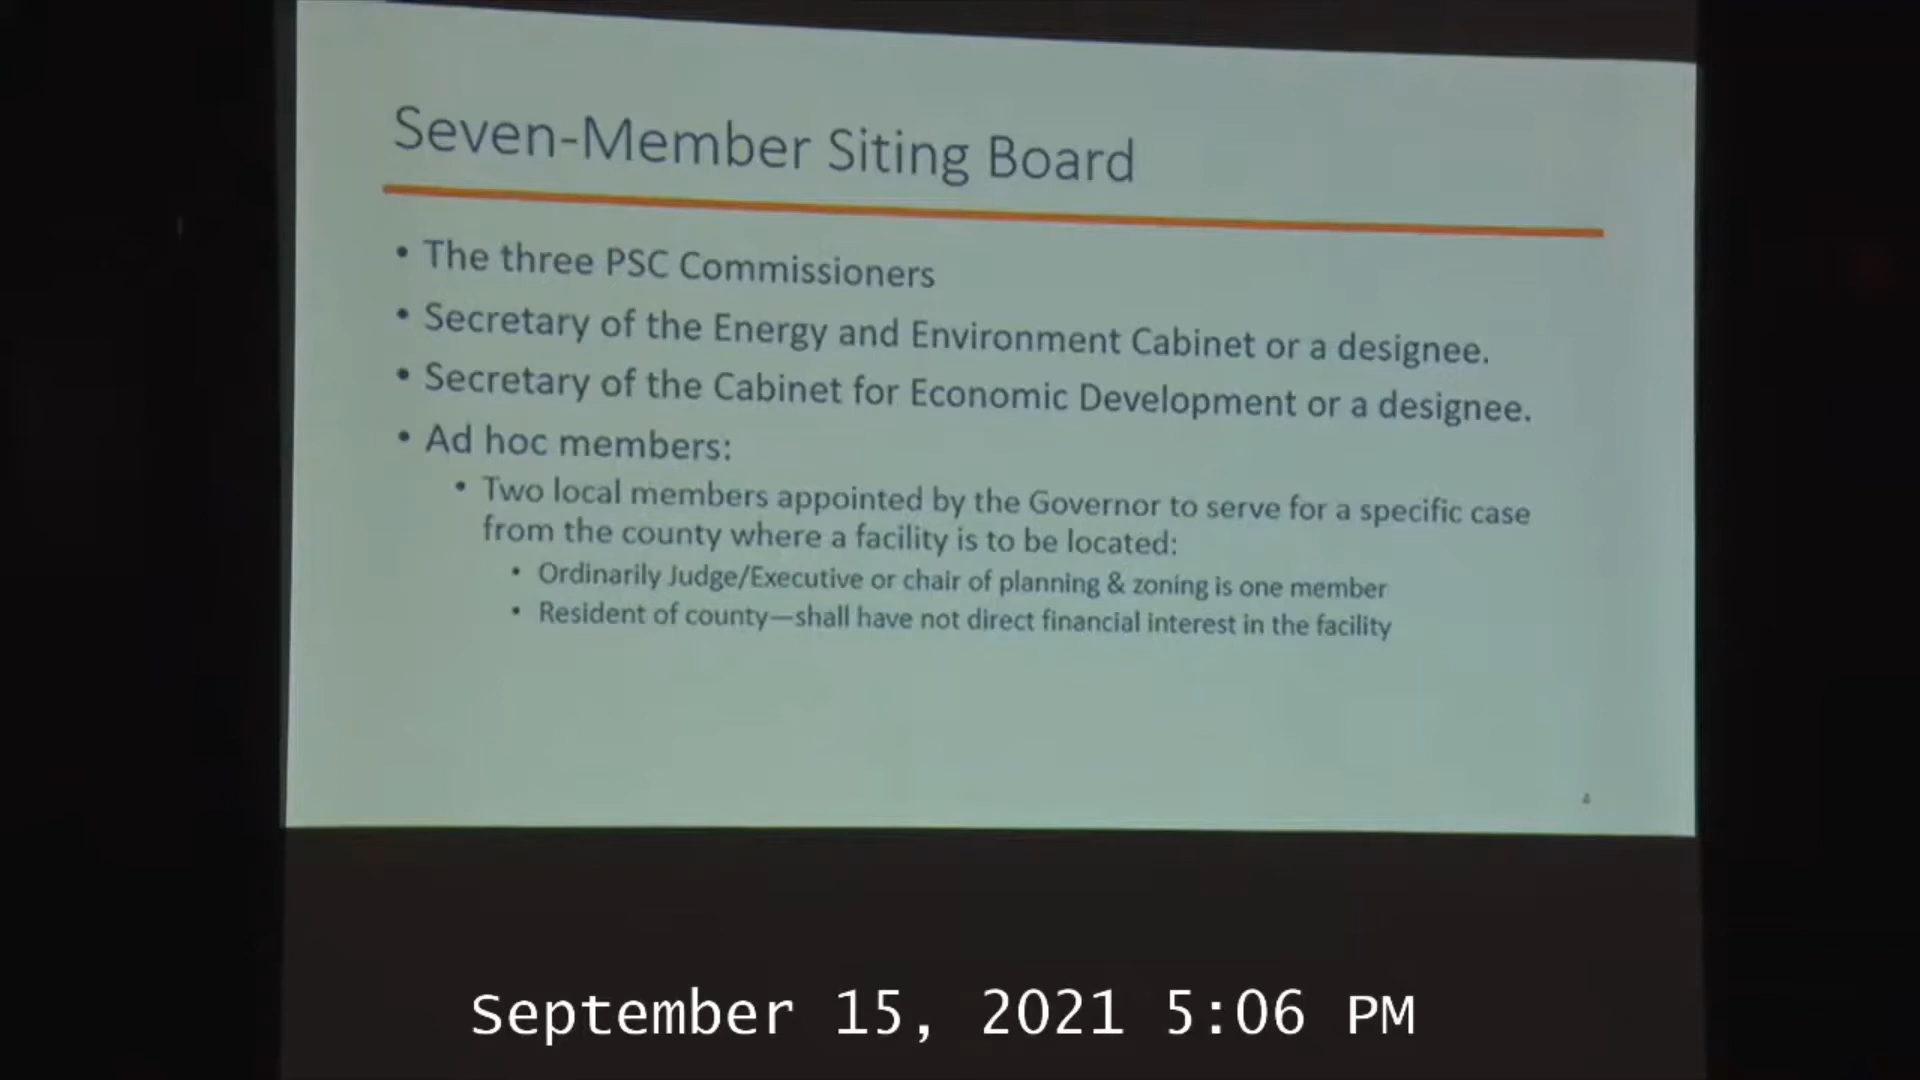 Seven-Member Siting Board
• The three PSC Commissioners
• Secretary of the Energy and Environment Cabinet or a designee.
• Secretary of the Cabinet for Economic Development or a designee.
• Ad hoc members:
• Two local members appointed by the Governor to serve for a specific case
from the county where a facility is to be located:
• Ordinarily Judge/Executive or chair of planning & zoning is one member
• Resident of county—shall have not direct financial interest in the facility
4
September 15, 2021 5:06 PM